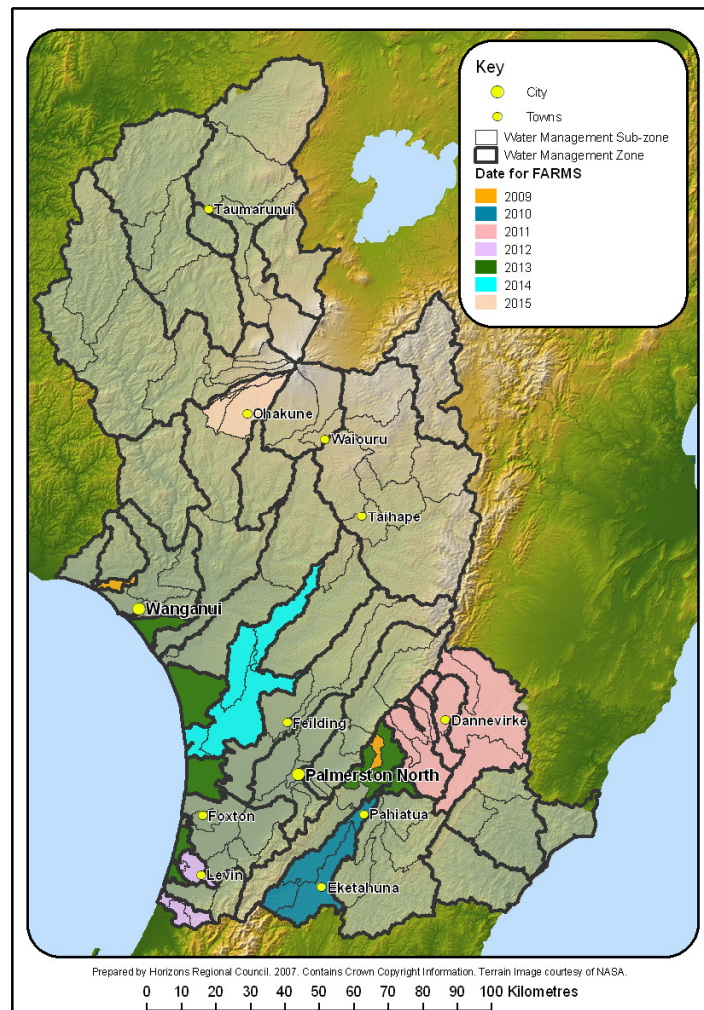 Key
City
Towns
Water Management Sub-zone
Water Management Zone
Date for FARMS
2009
2010
2011
2012
2013
2014
2015
Taumarunui
Ohakune
Waiouru
Taihape
Wanganui
Feilding
Dannevirke
Palmerston North
Foxton
Pahiatua
Levin
Eketahuna
Prepared by Horizons Regional Council. 2007. Contains Crown Copyright Information. Terrain Image courtesy of NASA.
0 10 20 30 40 50 60 70 80 90 100 Kilometres